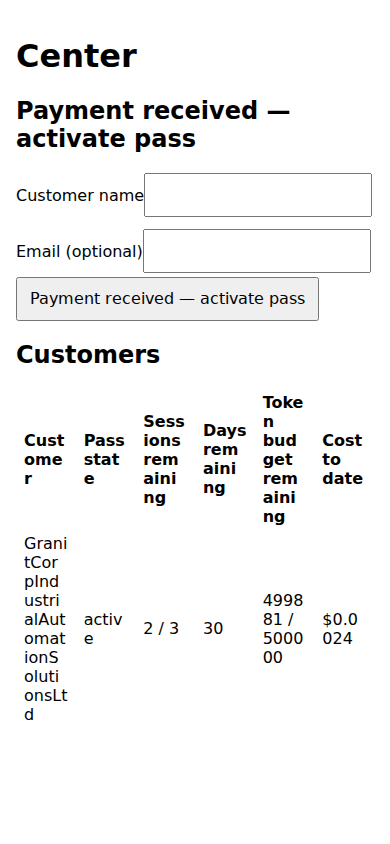 Center
Payment received —
activate pass
Customer name
Email (optional)
Payment received — activate pass
Customers
Cust
ome
r
Pass
stat
e
Sess
ions
rem
aini
ng
Days
rem
aini
ng
Toke
n
bud
get
rem
aini
ng
Cost
to
date
Grani
tCor
pInd
ustri
alAut
omat
ionS
oluti
onsLt
d
activ
e
2 / 3
30
4998
81 /
5000
00
$0.0
024